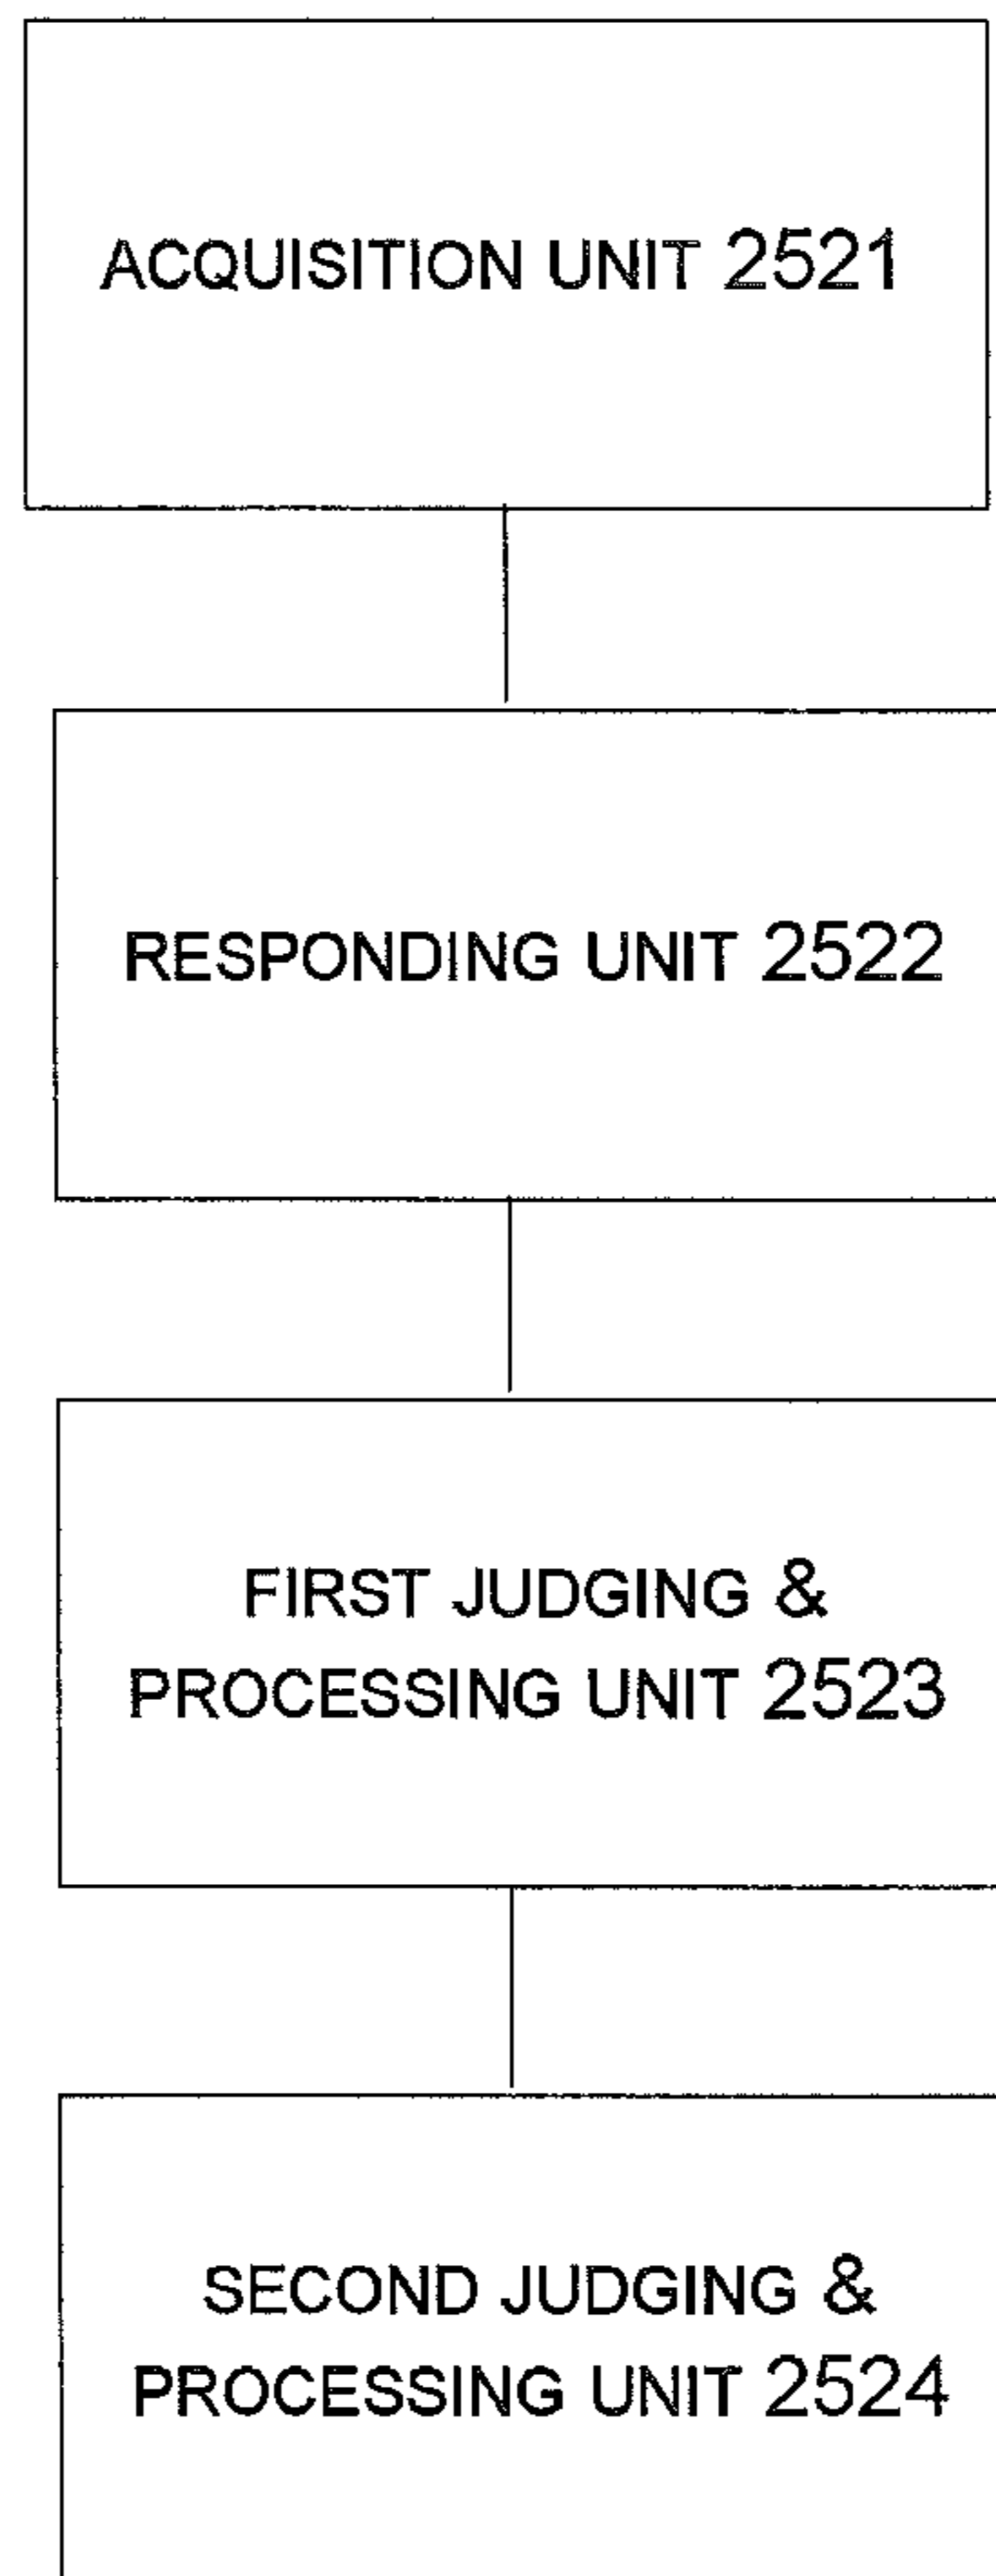 ACQUISITION UNIT 2521
RESPONDING UNIT 2522
FIRST JUDGING &
PROCESSING UNIT 2523
SECOND JUDGING &
PROCESSING UNIT 2524